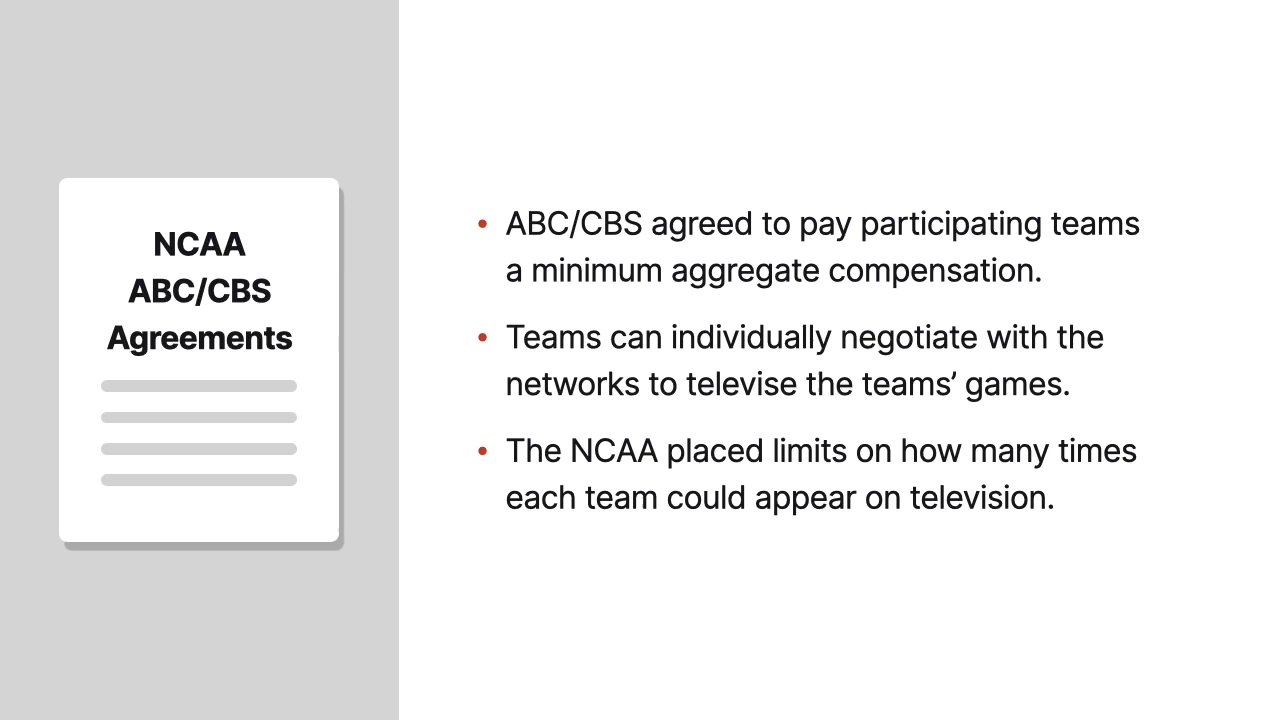 NCAA
ABC/CBS
Agreements
• ABC/CBS agreed to pay participating teams
a minimum aggregate compensation.
• Teams can individually negotiate with the
networks to televise the teams’ games.
• The NCAA placed limits on how many times
each team could appear on television.